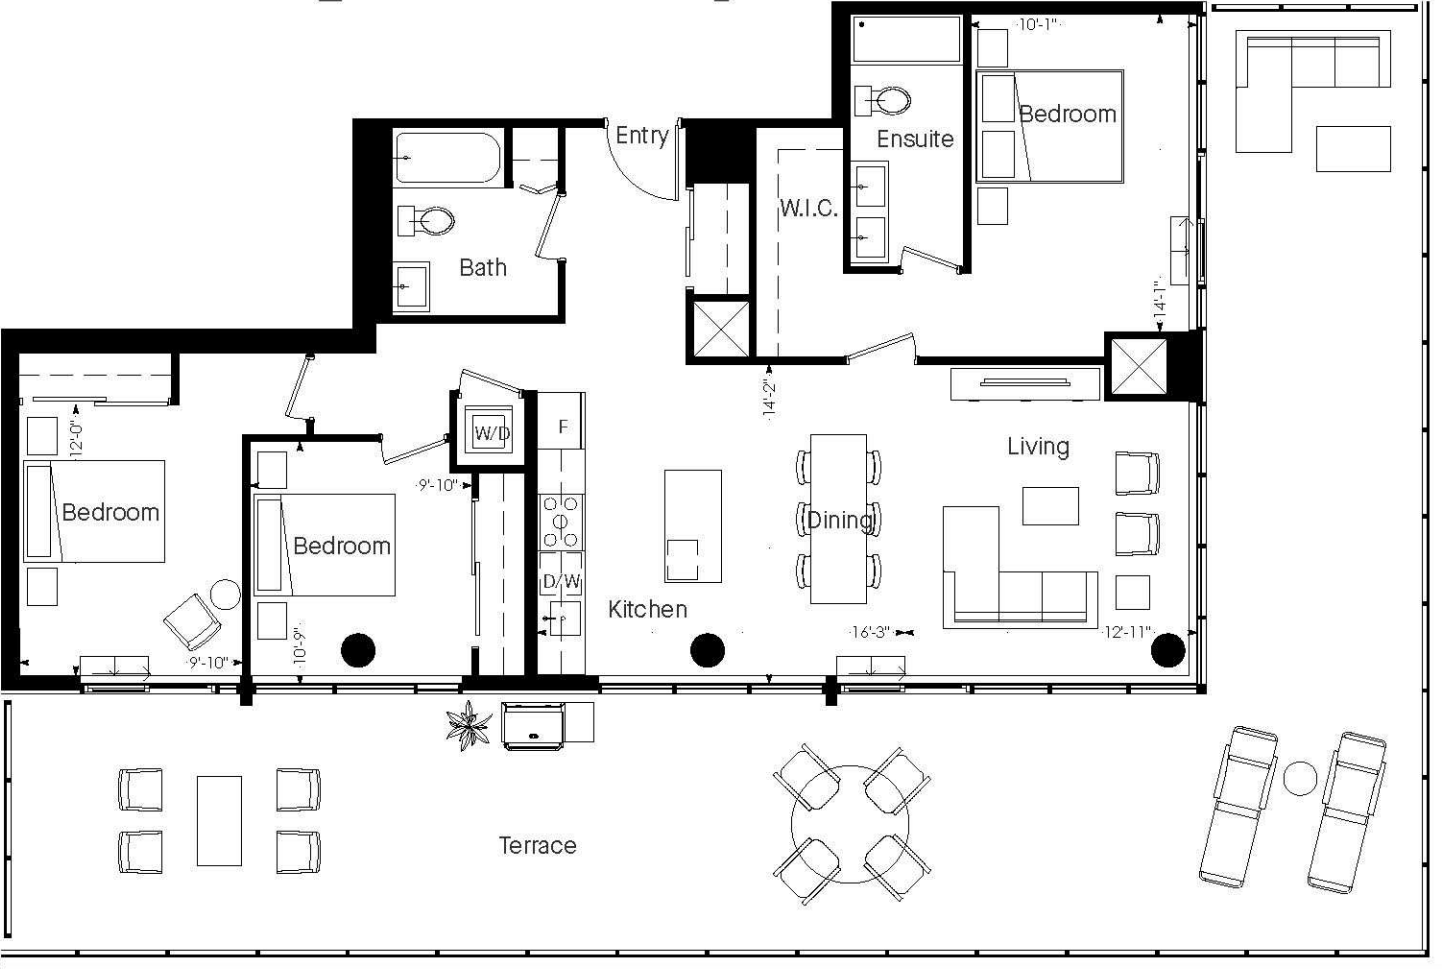 10'-1"
Entry
Bedroom
Ensuite
W.I.C.
Bath
14'-1"
14'-2"
12'-0"
W/D
F
Living
9'-10"
Bedroom
Dining
Bedroom
D/W
Kitchen
16'-3"
12'-11"
10'-9"
9'-10"
Terrace